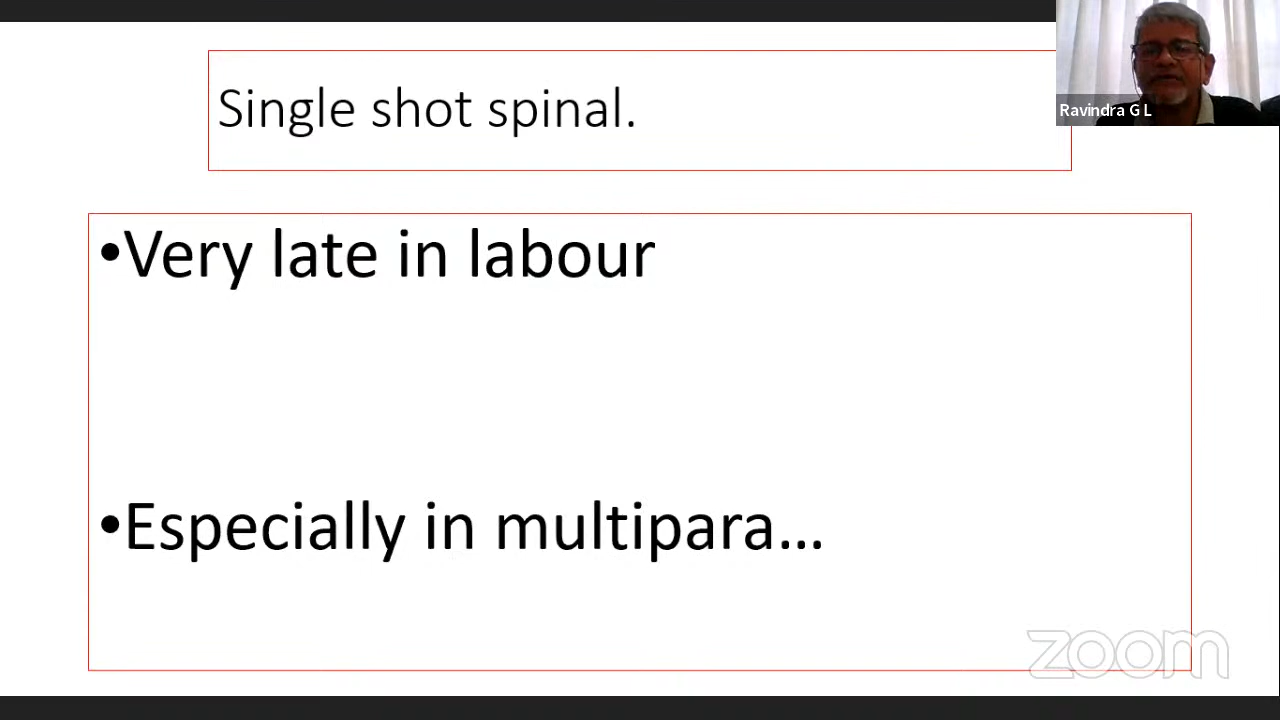 Single shot spinal.
Ravindra G L
•Very late in labour
•Especially in multipara...
zoom